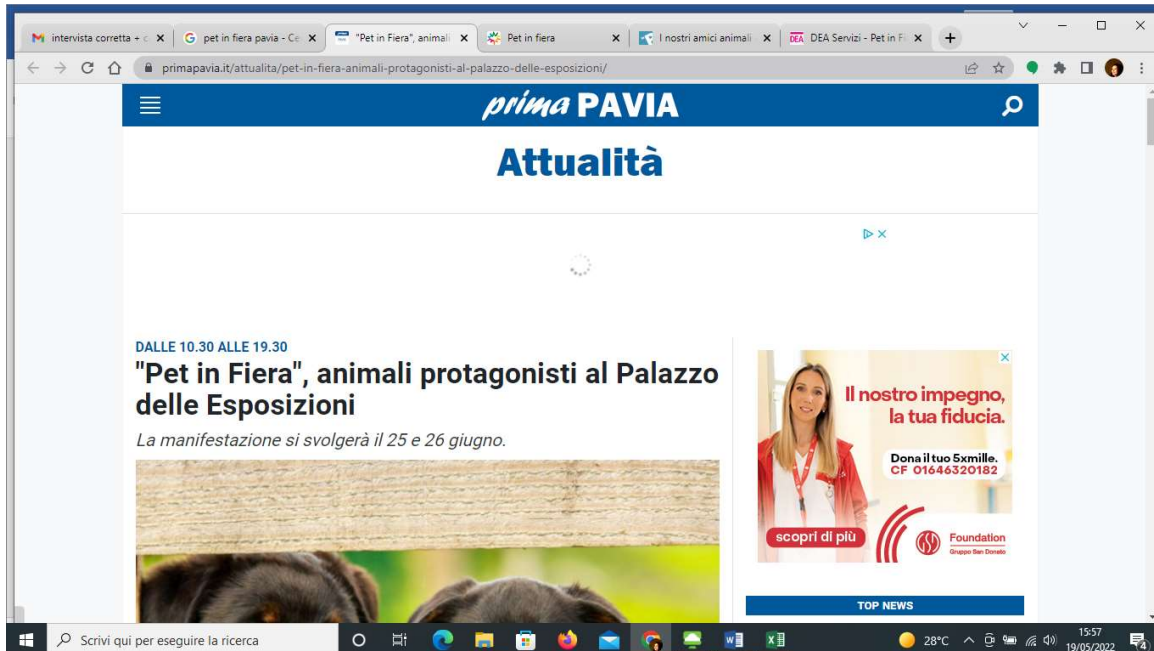 intervista corretta + c
pet in fiera pavia - Ce
"Pet in Fiera", animali
Pet in fiera
I nostri amici animali
DEA
DEA Servizi - Pet in Fi
primapavia.it/attualita/pet-in-fiera-animali-protagonisti-al-palazzo-delle-esposizioni/
prima PAVIA
Attualità
DALLE 10.30 ALLE 19.30
"Pet in Fiera", animali protagonisti al Palazzo
delle Esposizioni
La manifestazione si svolgerà il 25 e 26 giugno.
Il nostro impegno,
la tua fiducia.
Dona il tuo 5xmille.
CF 01646320182
scopri di più
GSD
Foundation
Gruppo San Donato
TOP NEWS
Scrivi qui per eseguire la ricerca
28°C
15:57
19/05/2022
4